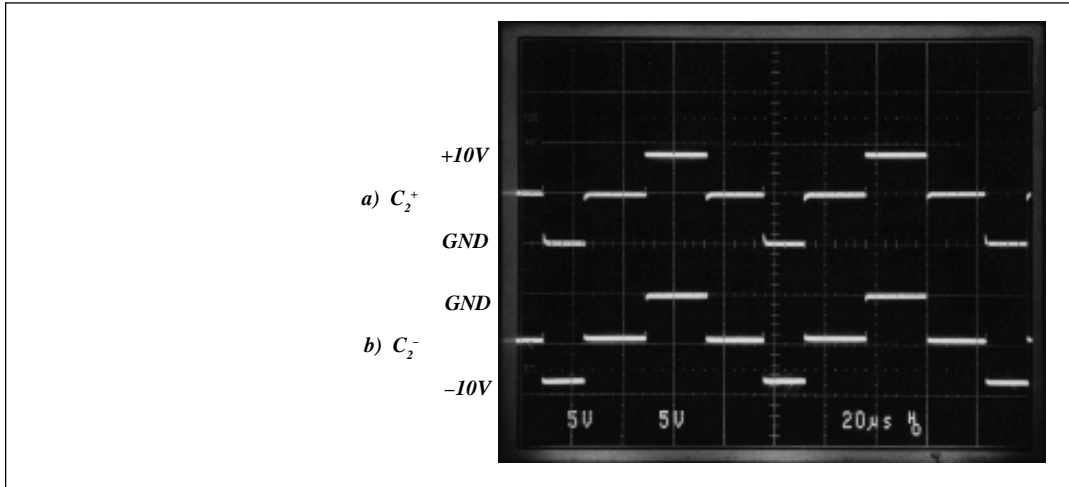 +10V
a) C₂⁺
GND
GND
b) C₂⁻
–10V
5V 5V 20µs